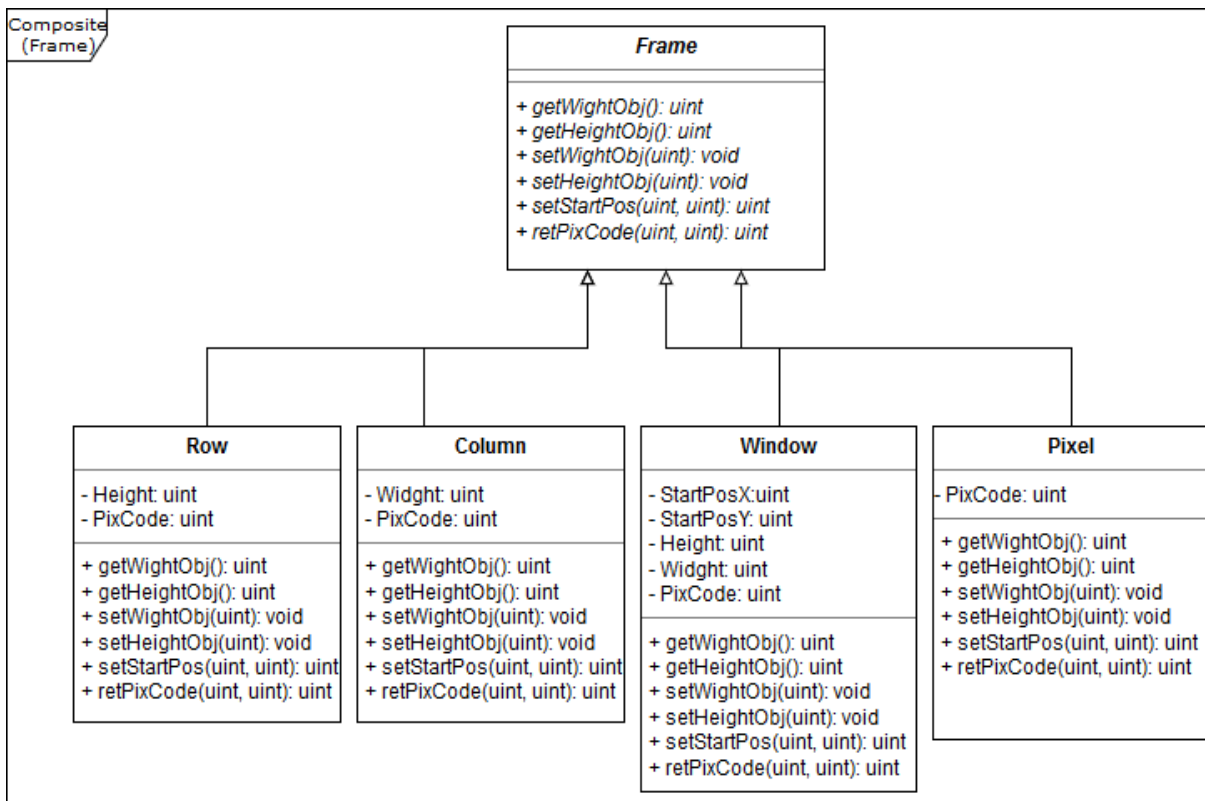 Composite
(Frame)
Frame
+ getWightObj(): uint
+ getHeightObj(): uint
+ setWightObj(uint): void
+ setHeightObj(uint): void
+ setStartPos(uint, uint): uint
+ retPixCode(uint, uint): uint
Row
- Height: uint
- PixCode: uint
+ getWightObj(): uint
+ getHeightObj(): uint
+ setWightObj(uint): void
+ setHeightObj(uint): void
+ setStartPos(uint, uint): uint
+ retPixCode(uint, uint): uint
Column
- Widght: uint
- PixCode: uint
+ getWightObj(): uint
+ getHeightObj(): uint
+ setWightObj(uint): void
+ setHeightObj(uint): void
+ setStartPos(uint, uint): uint
+ retPixCode(uint, uint): uint
Window
- StartPosX:uint
- StartPosY: uint
- Height: uint
- Widght: uint
- PixCode: uint
+ getWightObj(): uint
+ getHeightObj(): uint
+ setWightObj(uint): void
+ setHeightObj(uint): void
+ setStartPos(uint, uint): uint
+ retPixCode(uint, uint): uint
Pixel
- PixCode: uint
+ getWightObj(): uint
+ getHeightObj(): uint
+ setWightObj(uint): void
+ setHeightObj(uint): void
+ setStartPos(uint, uint): uint
+ retPixCode(uint, uint): uint